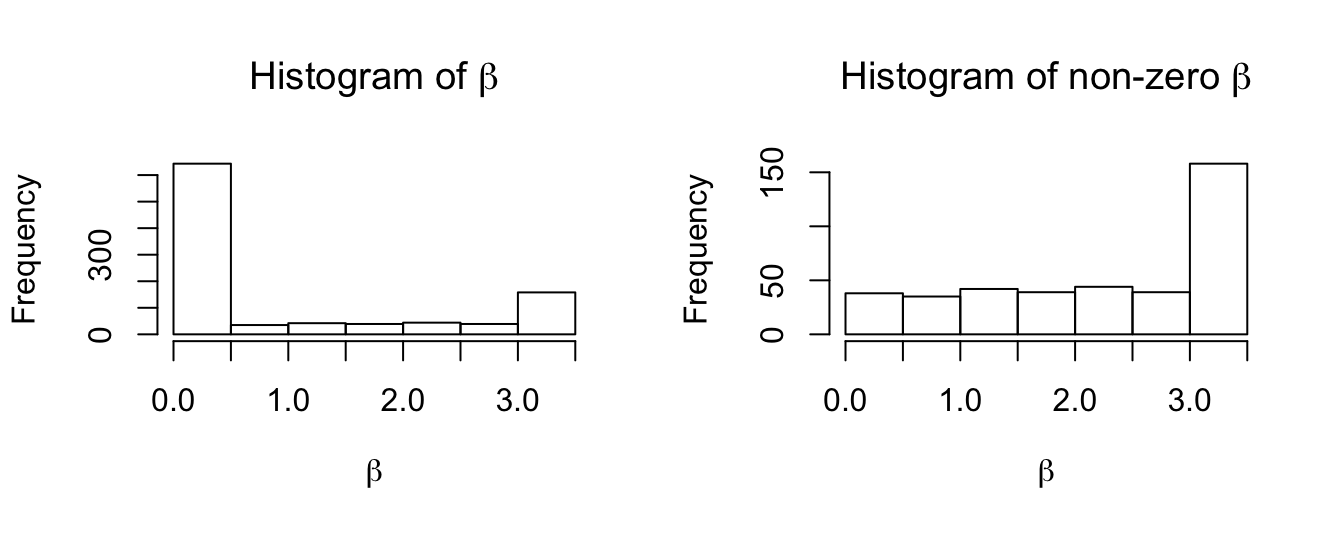 Histogram of β
Frequency
0
300
0.0 1.0 2.0 3.0
β
Histogram of non-zero β
Frequency
0
50
150
0.0 1.0 2.0 3.0
β